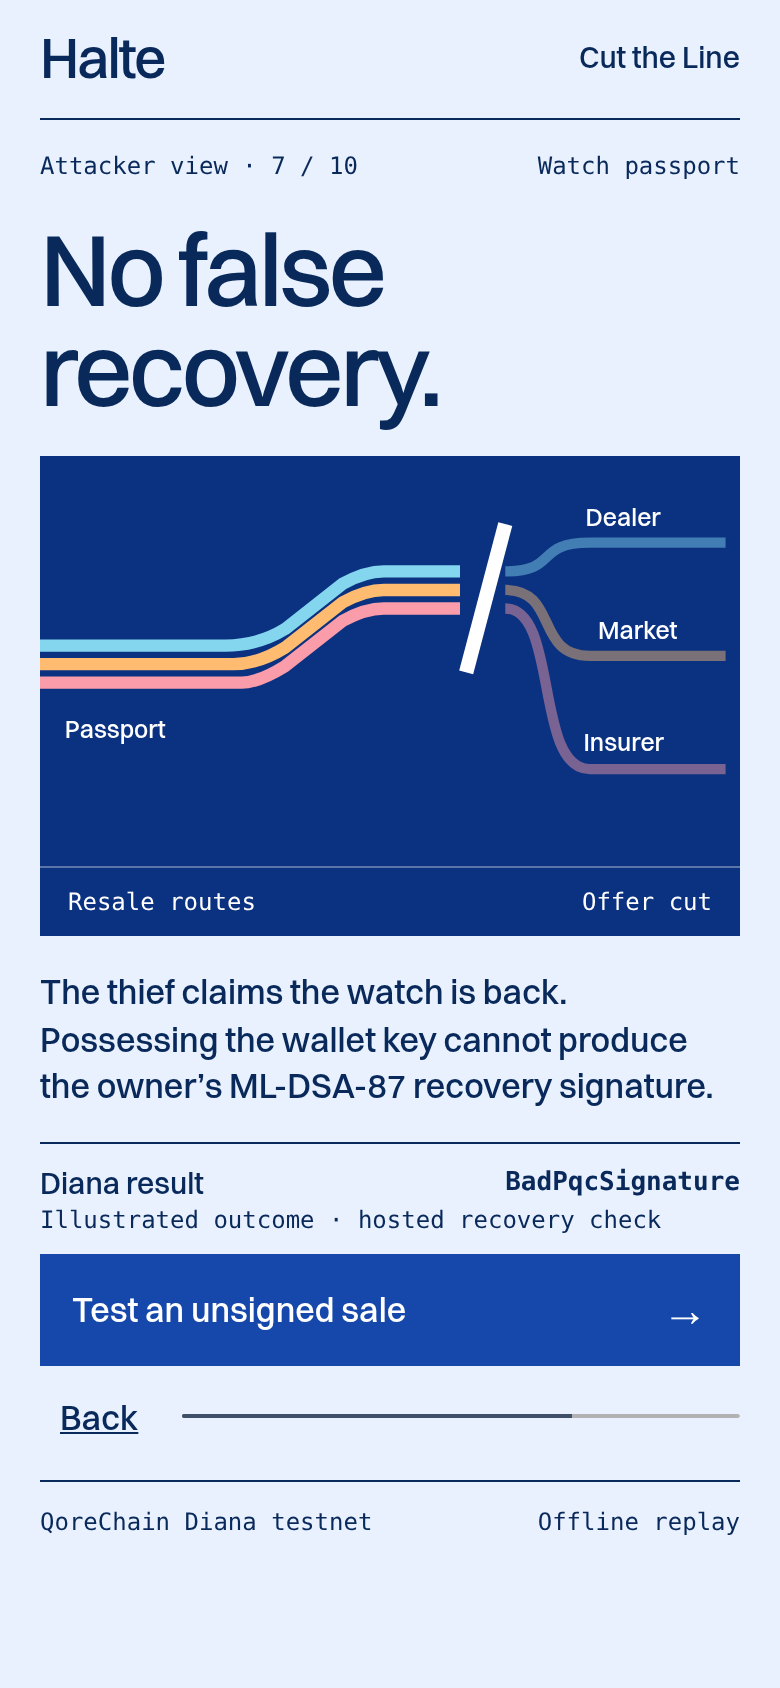 Halte
Cut the Line
Attacker view · 7 / 10
Watch passport
No false
recovery.
Dealer
Market
Passport
Insurer
Resale routes
Offer cut
The thief claims the watch is back.
Possessing the wallet key cannot produce
the owner’s ML-DSA-87 recovery signature.
Diana result
BadPqcSignature
Illustrated outcome · hosted recovery check
Test an unsigned sale →
Back
QoreChain Diana testnet
Offline replay